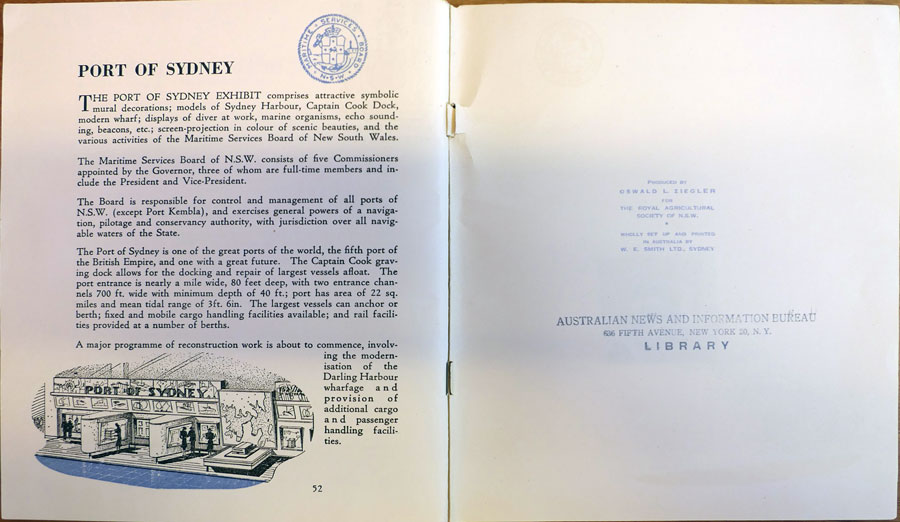 MARITIME SERVICES BOARD
N·S·W
PORT OF SYDNEY
THE PORT OF SYDNEY EXHIBIT comprises attractive symbolic
mural decorations; models of Sydney Harbour, Captain Cook Dock,
modern wharf; displays of diver at work, marine organisms, echo sound-
ing, beacons, etc.; screen-projection in colour of scenic beauties, and the
various activities of the Maritime Services Board of New South Wales.
The Maritime Services Board of N.S.W. consists of five Commissioners
appointed by the Governor, three of whom are full-time members and in-
clude the President and Vice-President.
The Board is responsible for control and management of all ports of
N.S.W. (except Port Kembla), and exercises general powers of a naviga-
tion, pilotage and conservancy authority, with jurisdiction over all navig-
able waters of the State.
The Port of Sydney is one of the great ports of the world, the fifth port of
the British Empire, and one with a great future. The Captain Cook grav-
ing dock allows for the docking and repair of largest vessels afloat. The
port entrance is nearly a mile wide, 80 feet deep, with two entrance chan-
nels 700 ft. wide with minimum depth of 40 ft.; port has area of 22 sq.
miles and mean tidal range of 3ft. 6in. The largest vessels can anchor or
berth; fixed and mobile cargo handling facilities available; and rail facili-
ties provided at a number of berths.
A major programme of reconstruction work is about to commence, involv-
ing the modern-
isation of the
Darling Harbour
wharfage and
provision of
additional cargo
and passenger
handling facili-
ties.
PORT OF SYDNEY
52
PRODUCED BY
OSWALD L. ZIEGLER
FOR
THE ROYAL AGRICULTURAL
SOCIETY OF N.S.W.
WHOLLY SET UP AND PRINTED
IN AUSTRALIA BY
W. E. SMITH LTD., SYDNEY
AUSTRALIAN NEWS AND INFORMATION BUREAU
636 FIFTH AVENUE, NEW YORK 20, N. Y.
LIBRARY